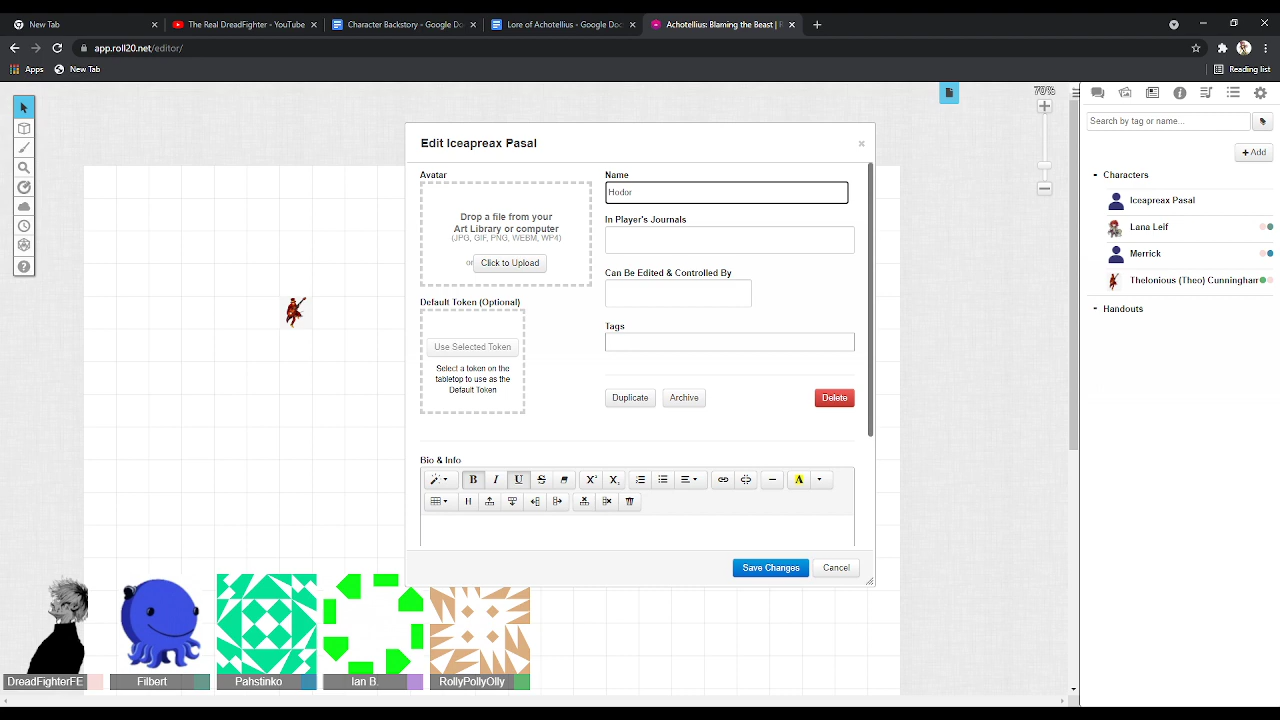 New Tab
The Real DreadFighter - YouTube
Character Backstory - Google Do
Lore of Achotellius - Google Doc
Achotellius: Blaming the Beast |
app.roll20.net/editor/
Apps
New Tab
Reading list
70%
Edit Iceapreax Pasal
Avatar
Drop a file from your
Art Library or computer
(JPG, GIF, PNG, WEBM, WP4)
or Click to Upload
Default Token (Optional)
Use Selected Token
Select a token on the
tabletop to use as the
Default Token
Name
Hodor
In Player's Journals
Can Be Edited & Controlled By
Tags
Duplicate
Archive
Delete
Bio & Info
B I U S
Save Changes
Cancel
Search by tag or name...
+ Add
Characters
Iceapreax Pasal
Lana Leif
Merrick
Thelonious (Theo) Cunningham
Handouts
DreadFighterFE
Filbert
Pahstinko
Ian B.
RollyPollyOlly